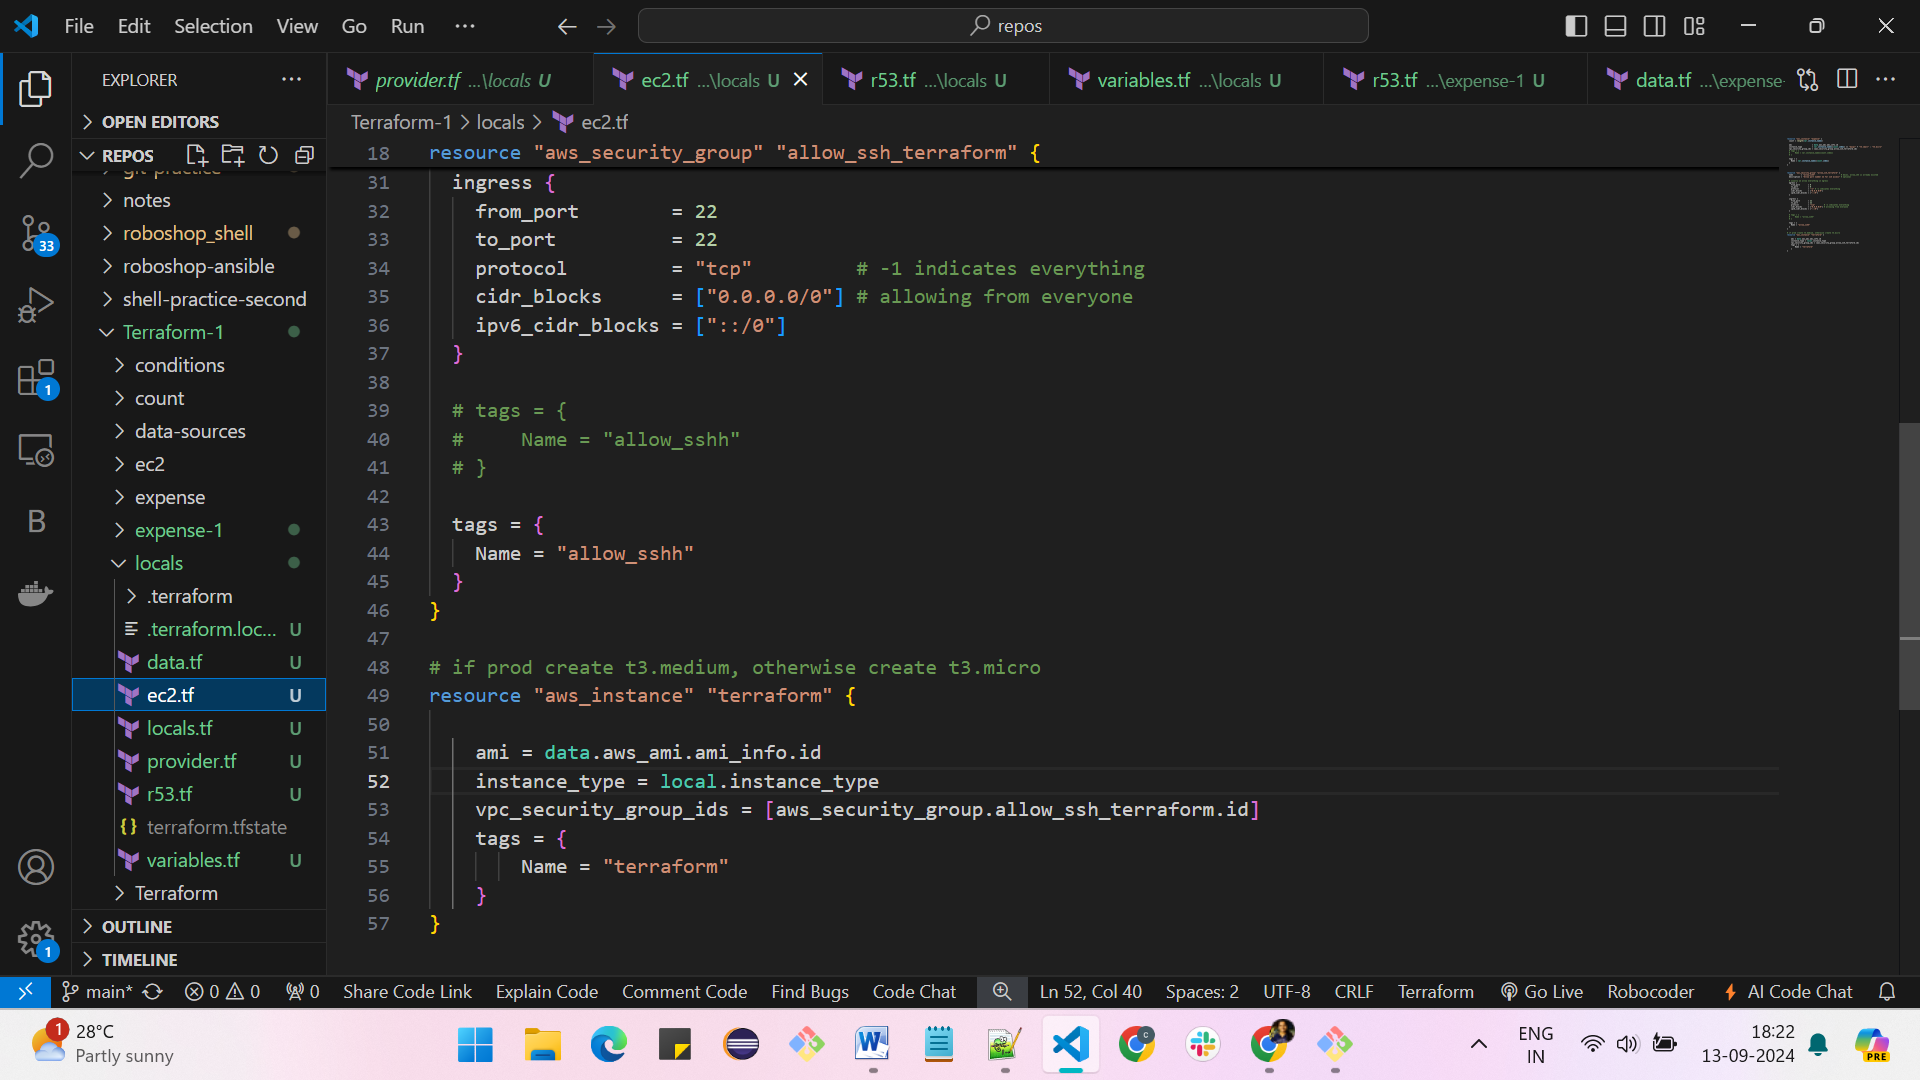 File Edit Selection View Go Run ··· repos
EXPLORER ···
OPEN EDITORS
REPOS
git-practice
notes
roboshop_shell
roboshop-ansible
shell-practice-second
Terraform-1
conditions
count
data-sources
ec2
expense
expense-1
locals
.terraform
.terraform.loc... U
data.tf U
ec2.tf U
locals.tf U
provider.tf U
r53.tf U
terraform.tfstate
variables.tf U
Terraform
OUTLINE
TIMELINE
33
1
B
1
provider.tf ...\locals U ec2.tf ...\locals U r53.tf ...\locals U variables.tf ...\locals U r53.tf ...\expense-1 U data.tf ...\expense-
Terraform-1 > locals > ec2.tf
18 resource "aws_security_group" "allow_ssh_terraform" {
31 ingress {
32 from_port = 22
33 to_port = 22
34 protocol = "tcp" # -1 indicates everything
35 cidr_blocks = ["0.0.0.0/0"] # allowing from everyone
36 ipv6_cidr_blocks = ["::/0"]
37 }
38
39 # tags = {
40 # Name = "allow_sshh"
41 # }
42
43 tags = {
44 Name = "allow_sshh"
45 }
46 }
47
48 # if prod create t3.medium, otherwise create t3.micro
49 resource "aws_instance" "terraform" {
50
51 ami = data.aws_ami.ami_info.id
52 instance_type = local.instance_type
53 vpc_security_group_ids = [aws_security_group.allow_ssh_terraform.id]
54 tags = {
55 Name = "terraform"
56 }
57 }
main* 0 0 0 Share Code Link Explain Code Comment Code Find Bugs Code Chat Ln 52, Col 40 Spaces: 2 UTF-8 CRLF Terraform Go Live Robocoder AI Code Chat
1 28°C
Partly sunny
ENG
IN
18:22
13-09-2024
PRE